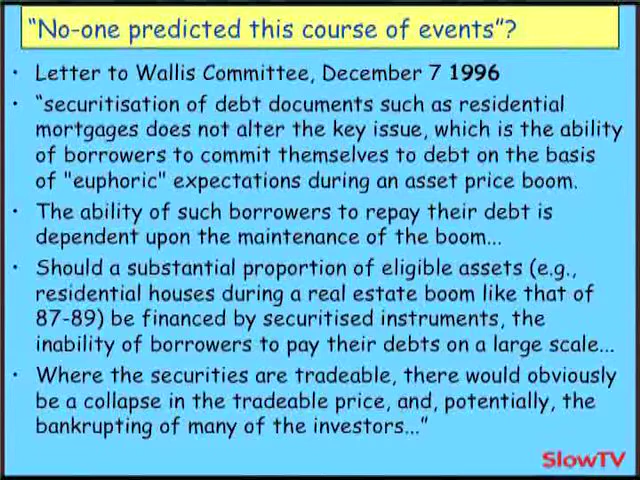 “No-one predicted this course of events”?
• Letter to Wallis Committee, December 7 1996
• “securitisation of debt documents such as residential
mortgages does not alter the key issue, which is the ability
of borrowers to commit themselves to debt on the basis
of "euphoric" expectations during an asset price boom.
• The ability of such borrowers to repay their debt is
dependent upon the maintenance of the boom...
• Should a substantial proportion of eligible assets (e.g.,
residential houses during a real estate boom like that of
87-89) be financed by securitised instruments, the
inability of borrowers to pay their debts on a large scale...
• Where the securities are tradeable, there would obviously
be a collapse in the tradeable price, and, potentially, the
bankrupting of many of the investors...”
SlowTV